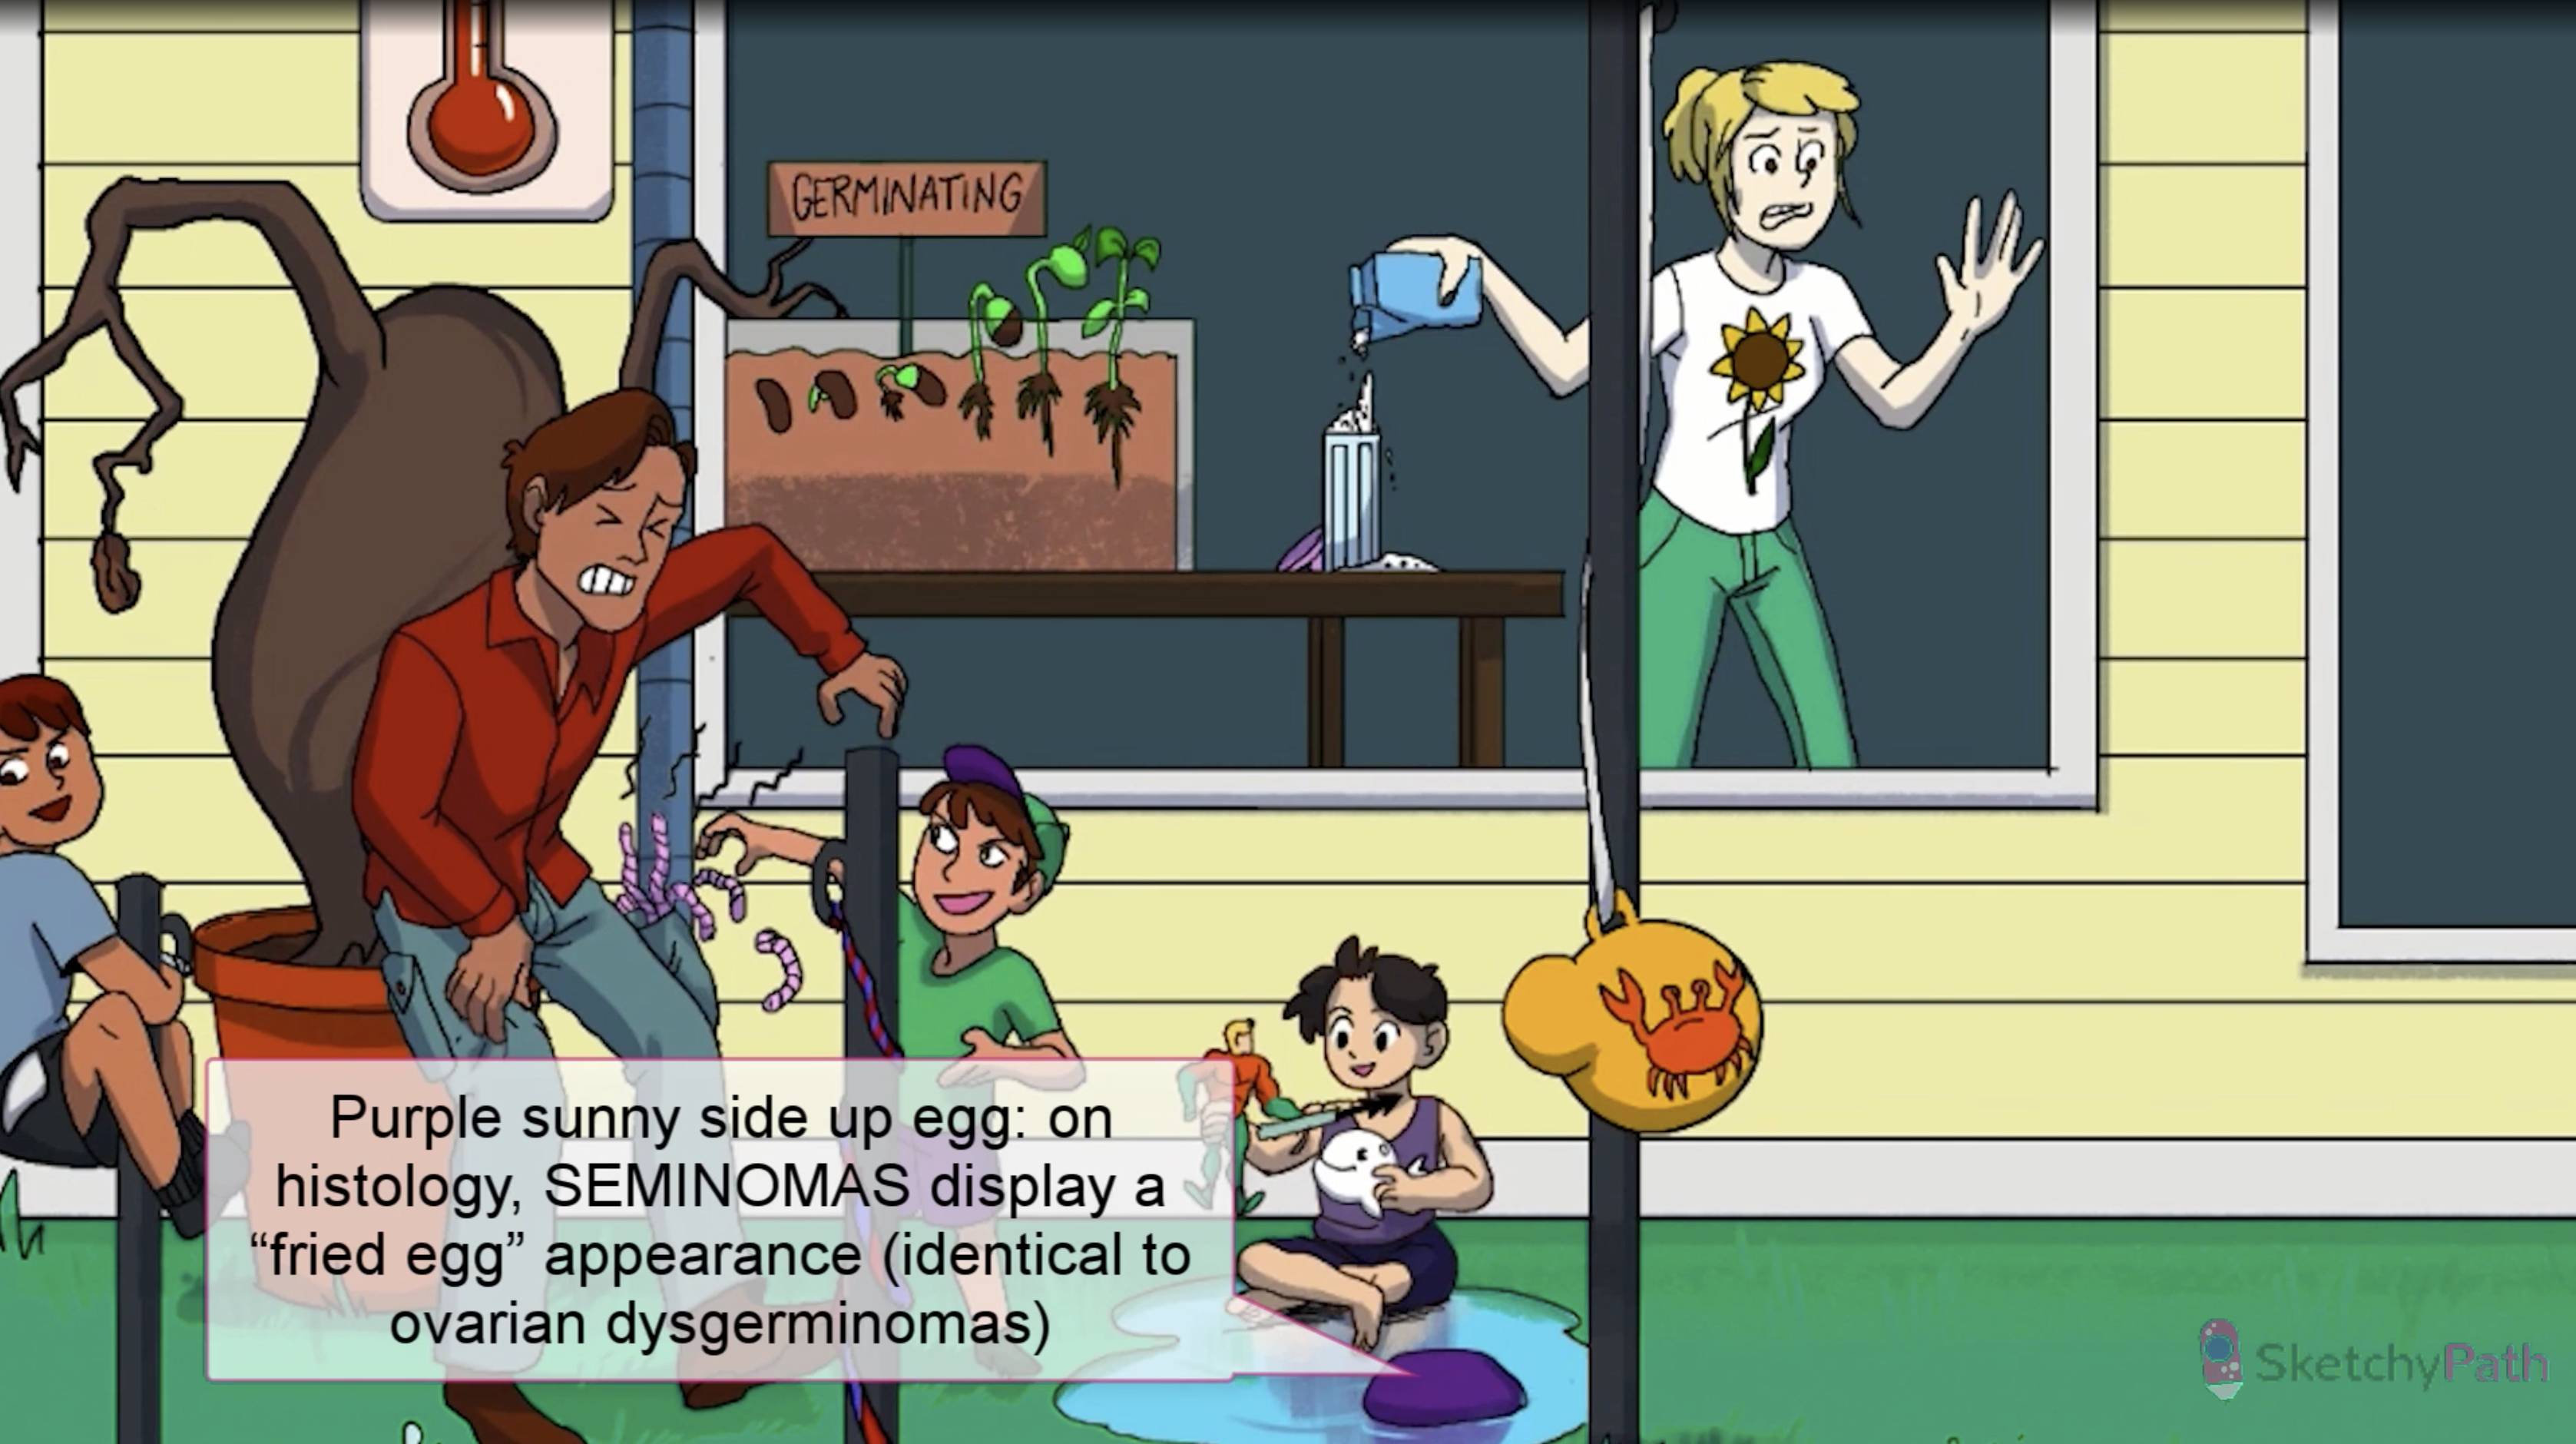 GERMINATING
Purple sunny side up egg: on
histology, SEMINOMAS display a
“fried egg” appearance (identical to
ovarian dysgerminomas)
SketchyPath